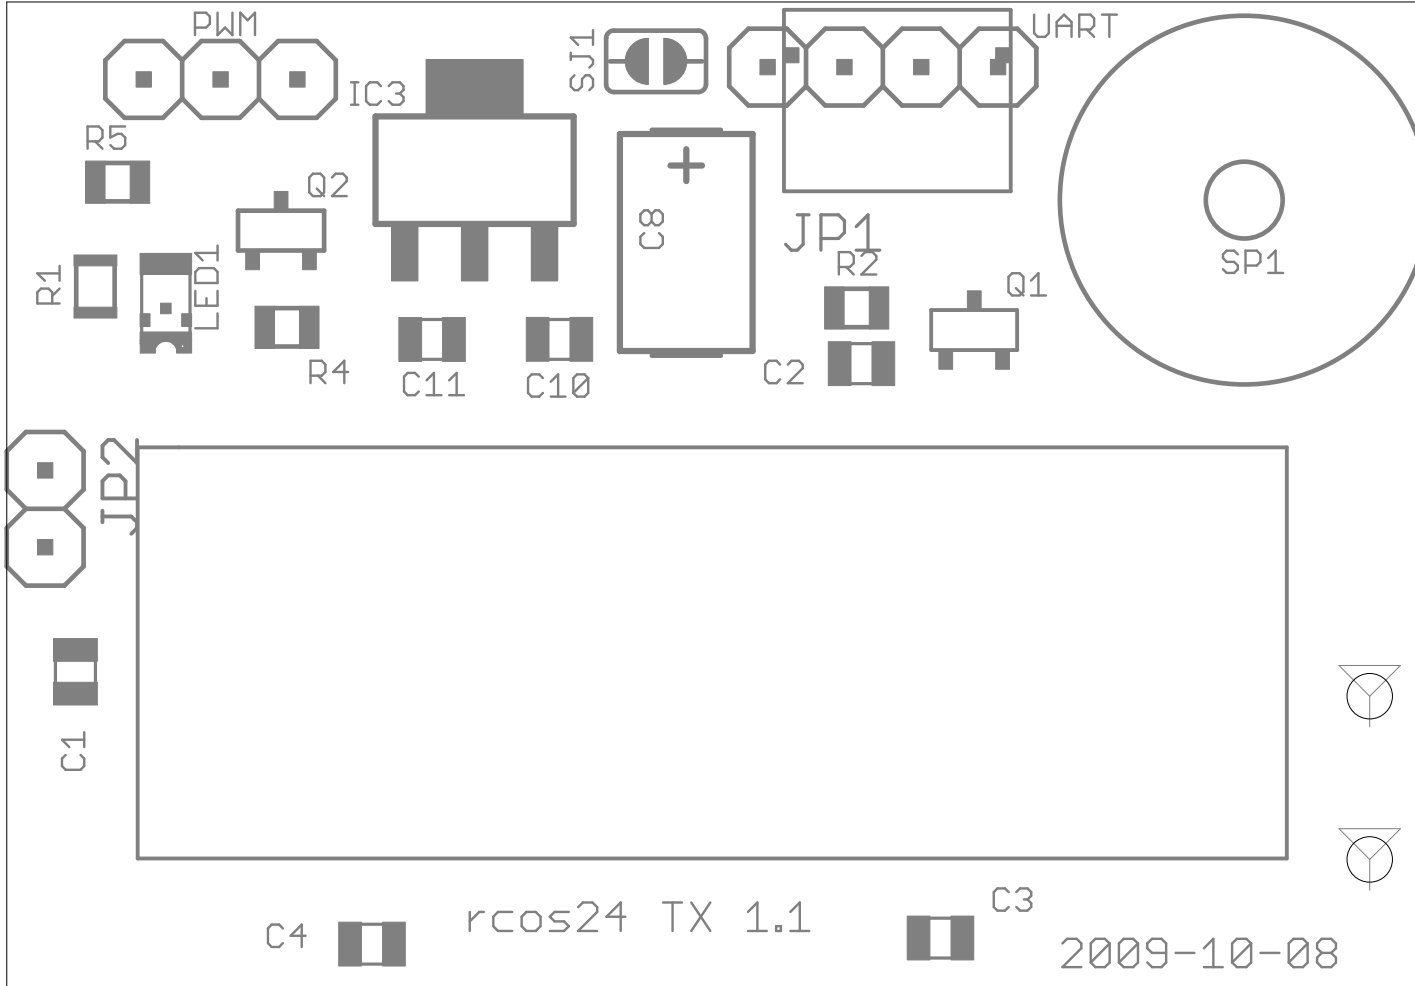 PWM
UART
SJ1
IC3
R5
Q2
C8
JP1
R2
SP1
R1
LED1
Q1
R4
C11
C10
C2
JP2
C1
C3
rcos24 TX 1.1
C4
2009-10-08